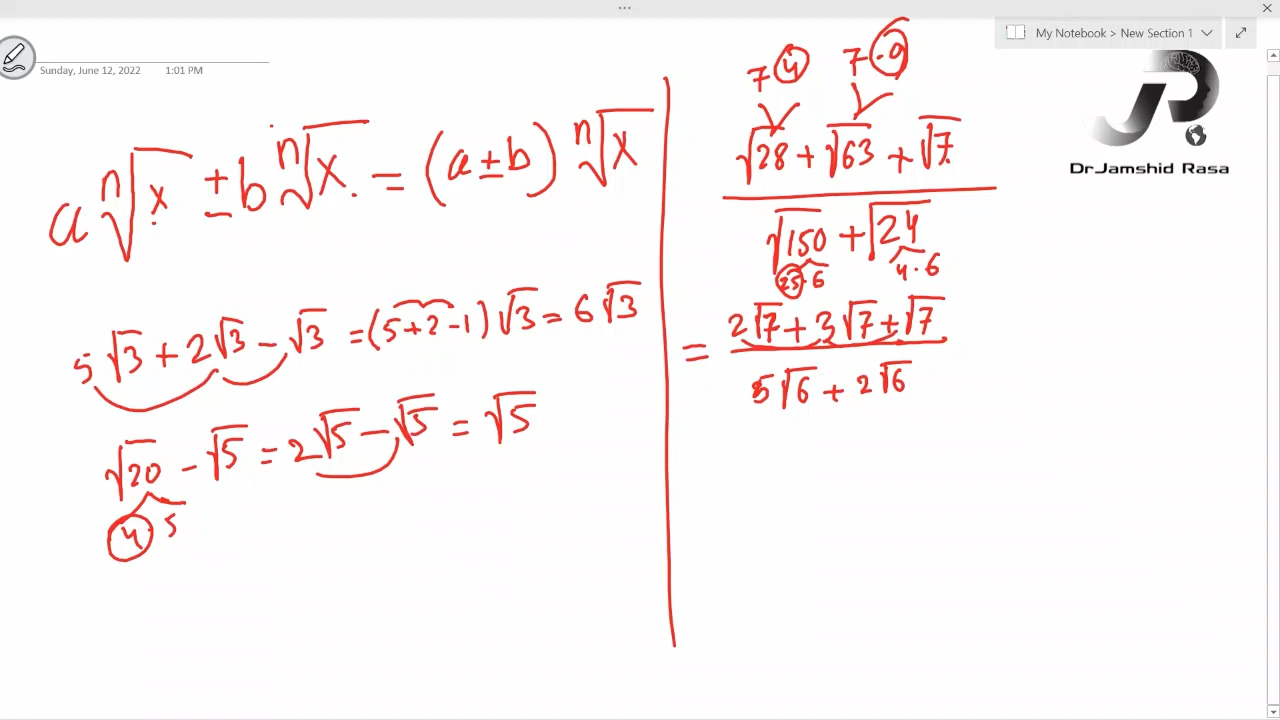 My Notebook > New Section 1
Sunday, June 12, 2022 1:01 PM
Dr.Jamshid Rasa
a ⁿ√x ± b ⁿ√x = (a ± b) ⁿ√x
5√3 + 2√3 - √3 = (5+2-1)√3 = 6√3
√20 - √5 = 2√5 - √5 = √5
4 5
7 4 7 · 9
√28 + √63 + √7
√150 + √24
25 · 6 4 · 6
= 2√7 + 3√7 + √7
5√6 + 2√6